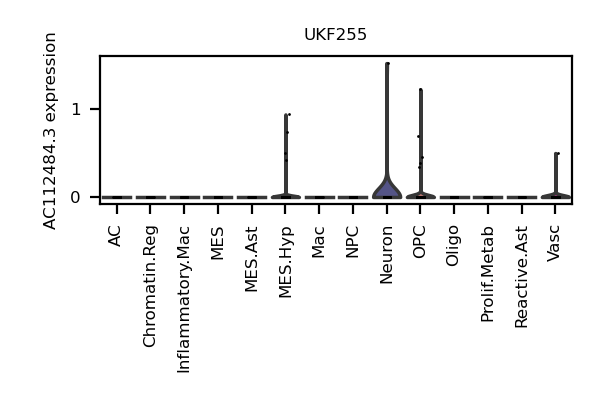 UKF255
AC112484.3 expression
1
0
AC
Chromatin.Reg
Inflammatory.Mac
MES
MES.Ast
MES.Hyp
Mac
NPC
Neuron
OPC
Oligo
Prolif.Metab
Reactive.Ast
Vasc